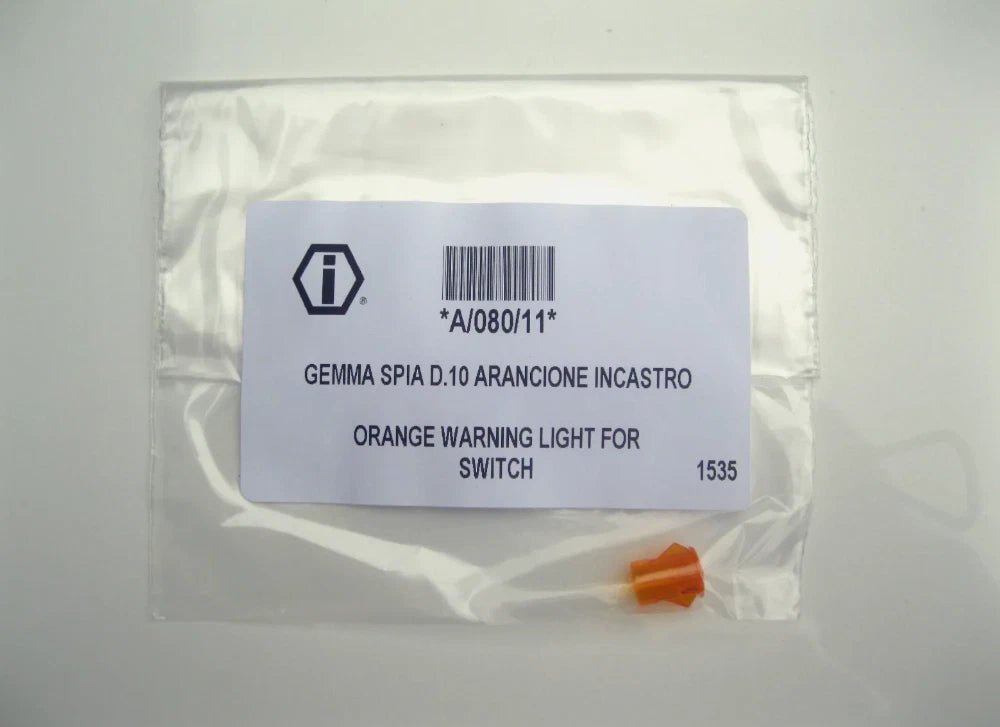 i ®
*A/080/11*
GEMMA SPIA D.10 ARANCIONE INCASTRO
ORANGE WARNING LIGHT FOR
SWITCH
1535